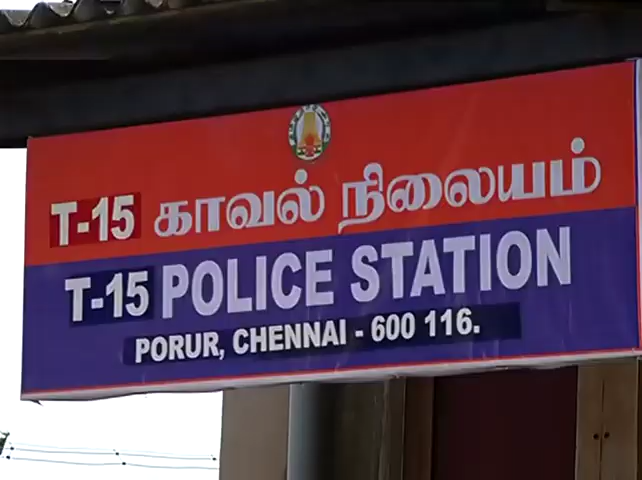 T-15 காவல் நிலையம்
T-15 POLICE STATION
PORUR, CHENNAI - 600 116.